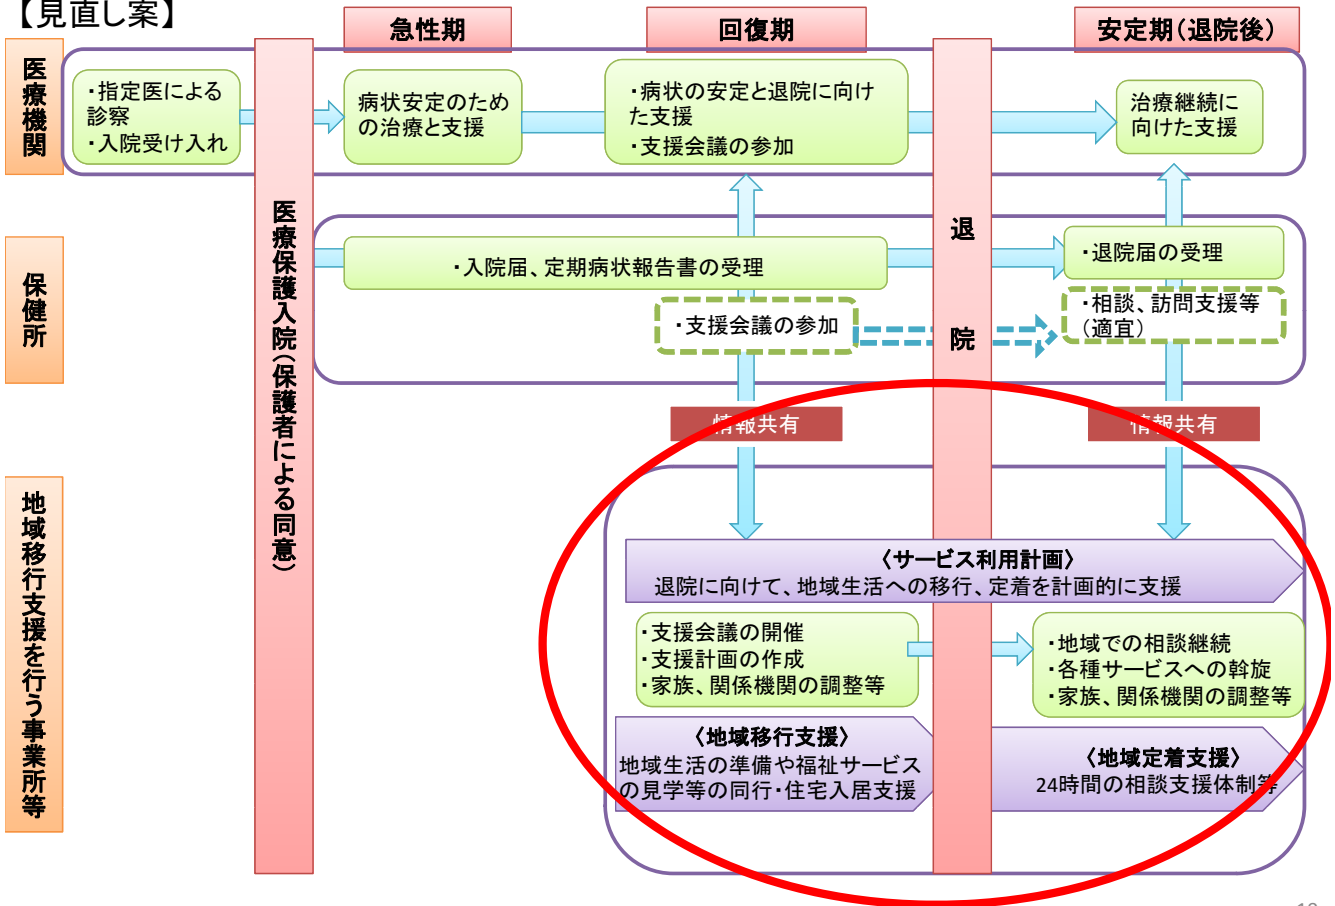 【見直し案】
急性期
回復期
安定期(退院後)
医療機関
・指定医による
診察
・入院受け入れ
病状安定のため
の治療と支援
・病状の安定と退院に向け
た支援
・支援会議の参加
治療継続に
向けた支援
医療保護入院(保護者による同意)
退院
保健所
・入院届、定期病状報告書の受理
・退院届の受理
・支援会議の参加
・相談、訪問支援等
(適宜)
情報共有
情報共有
地域移行支援を行う事業所等
〈サービス利用計画〉
退院に向けて、地域生活への移行、定着を計画的に支援
・支援会議の開催
・支援計画の作成
・家族、関係機関の調整等
・地域での相談継続
・各種サービスへの斡旋
・家族、関係機関の調整等
〈地域移行支援〉
地域生活の準備や福祉サービス
の見学等の同行・住宅入居支援
〈地域定着支援〉
24時間の相談支援体制等